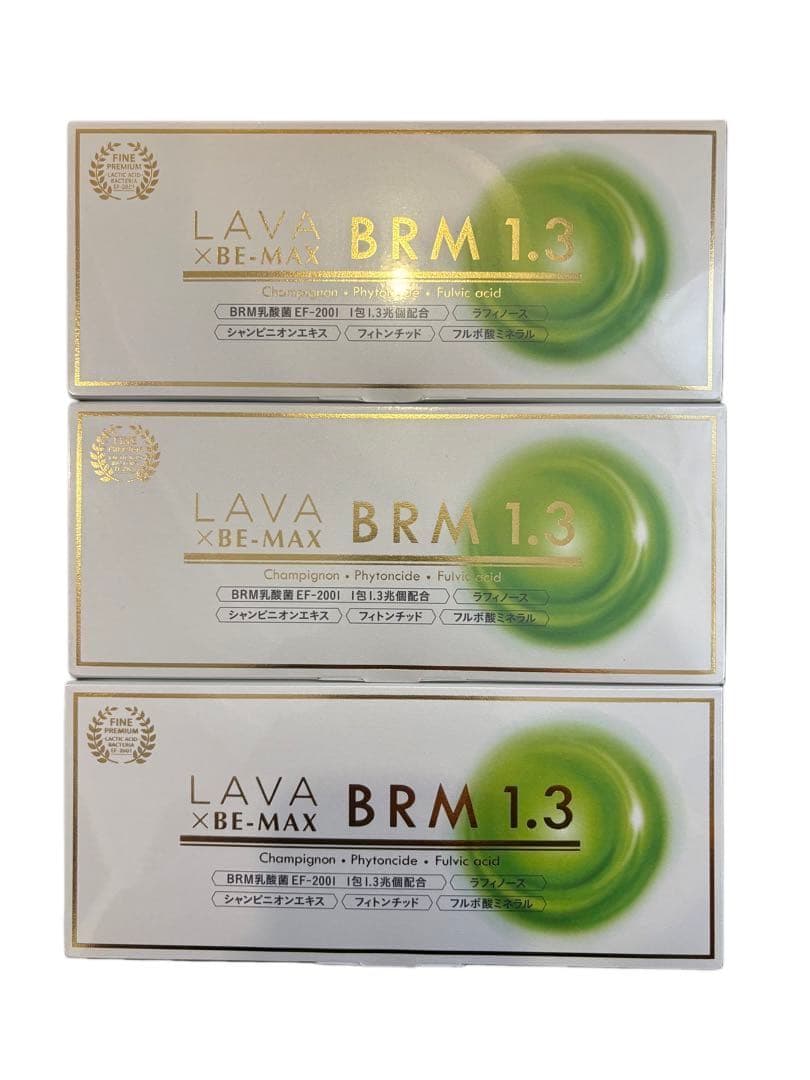 FINE
PREMIUM
LACTIC ACID
BACTERIA
EF-2001
LAVA
×BE-MAX
BRM 1.3
Champignon • Phytoncide • Fulvic acid
BRM乳酸菌 EF-2001 1包1.3兆個配合
ラフィノース
シャンピニオンエキス
フィトンチッド
フルボ酸ミネラル
FINE
LAVA
×BE-MAX
BRM 1.3
Champignon • Phytoncide • Fulvic acid
BRM乳酸菌 EF-2001 1包1.3兆個配合
ラフィノース
シャンピニオンエキス
フィトンチッド
フルボ酸ミネラル
FINE
PREMIUM
LACTIC ACID
BACTERIA
EF-2001
LAVA
×BE-MAX
BRM 1.3
Champignon • Phytoncide • Fulvic acid
BRM乳酸菌 EF-2001 1包1.3兆個配合
ラフィノース
シャンピニオンエキス
フィトンチッド
フルボ酸ミネラル